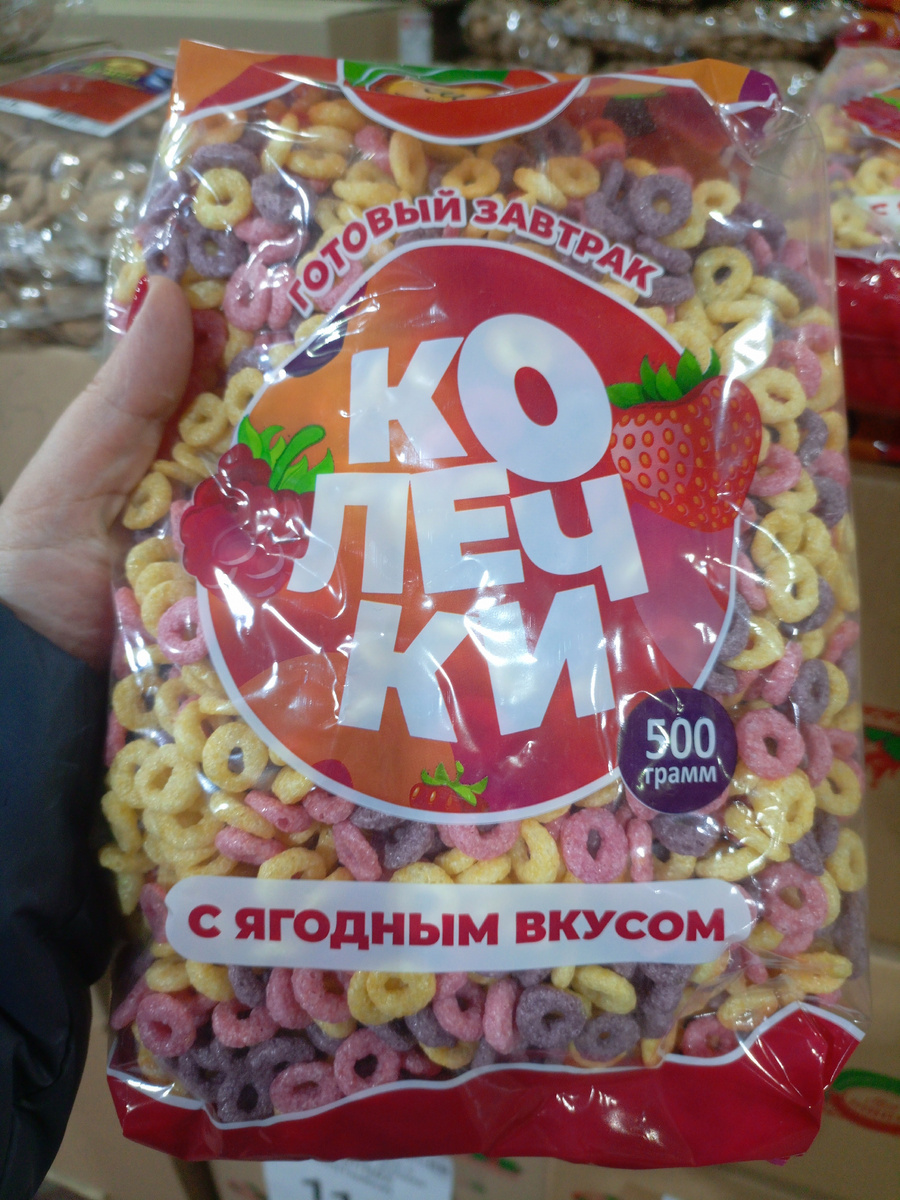 ГОТОВЫЙ ЗАВТРАК
КО
ЛЕЧ
КИ
500
грамм
С ЯГОДНЫМ ВКУСОМ